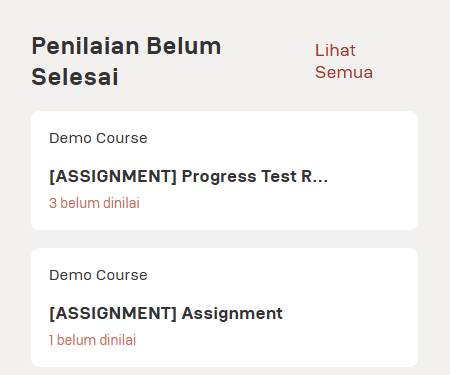 Penilaian Belum
Selesai
Lihat
Semua
Demo Course
[ASSIGNMENT] Progress Test R...
3 belum dinilai
Demo Course
[ASSIGNMENT] Assignment
1 belum dinilai